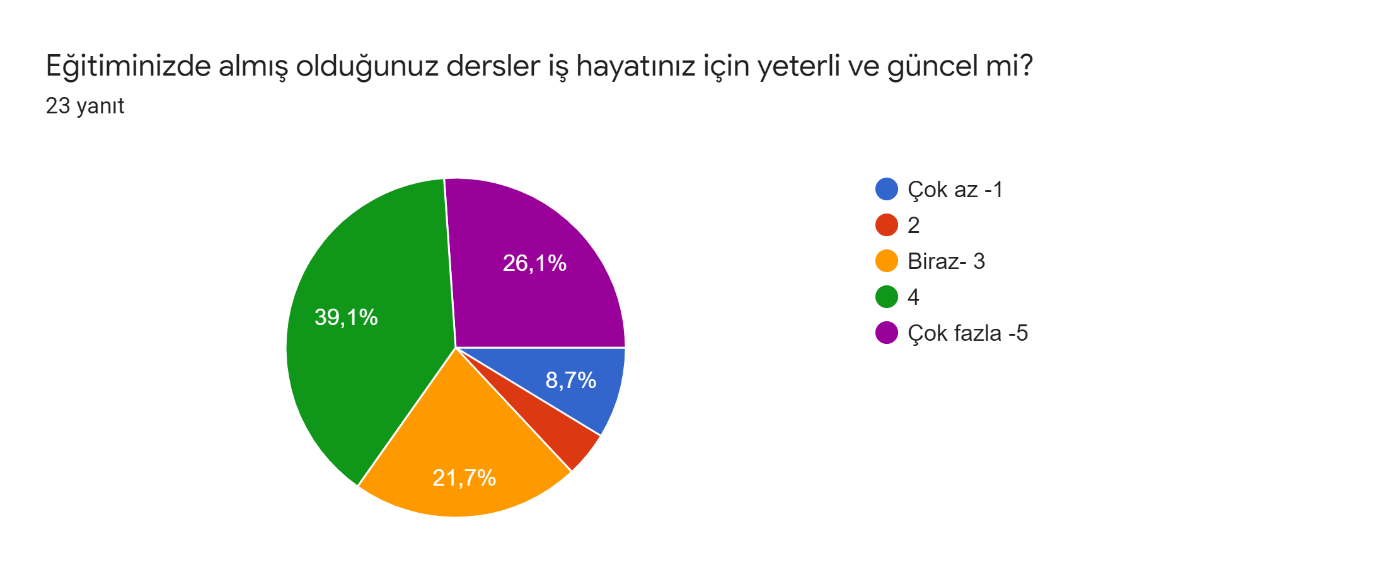 Eğitiminizde almış olduğunuz dersler iş hayatınız için yeterli ve güncel mi?
23 yanıt
26,1%
39,1%
8,7%
21,7%
Çok az -1
2
Biraz- 3
4
Çok fazla -5